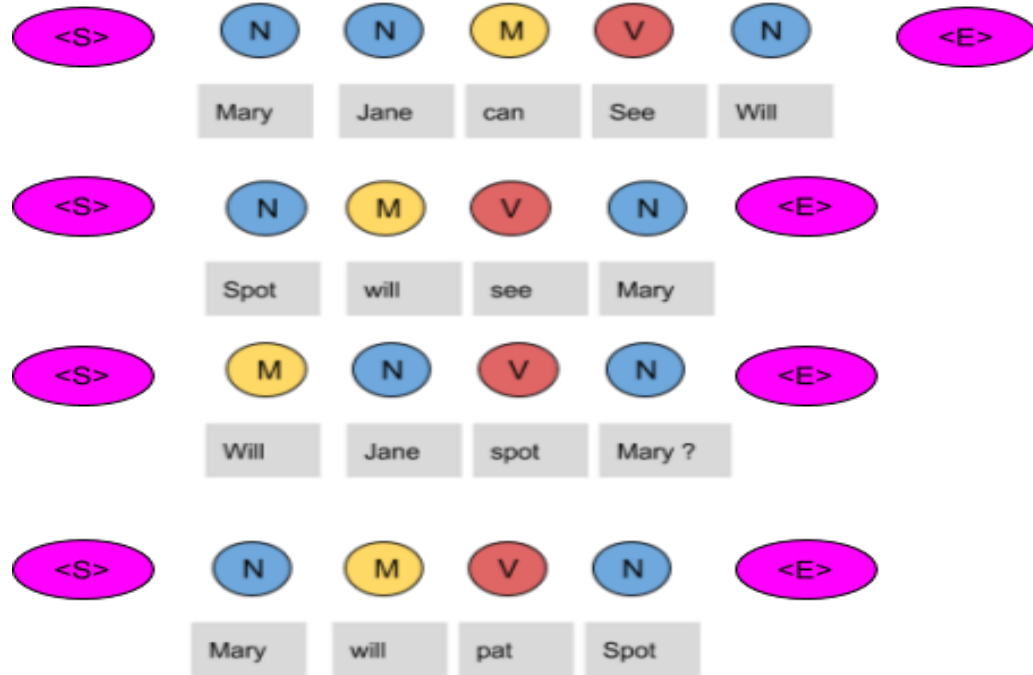 <S> N N M V N <E>
Mary Jane can See Will
<S> N M V N <E>
Spot will see Mary
<S> M N V N <E>
Will Jane spot Mary ?
<S> N M V N <E>
Mary will pat Spot